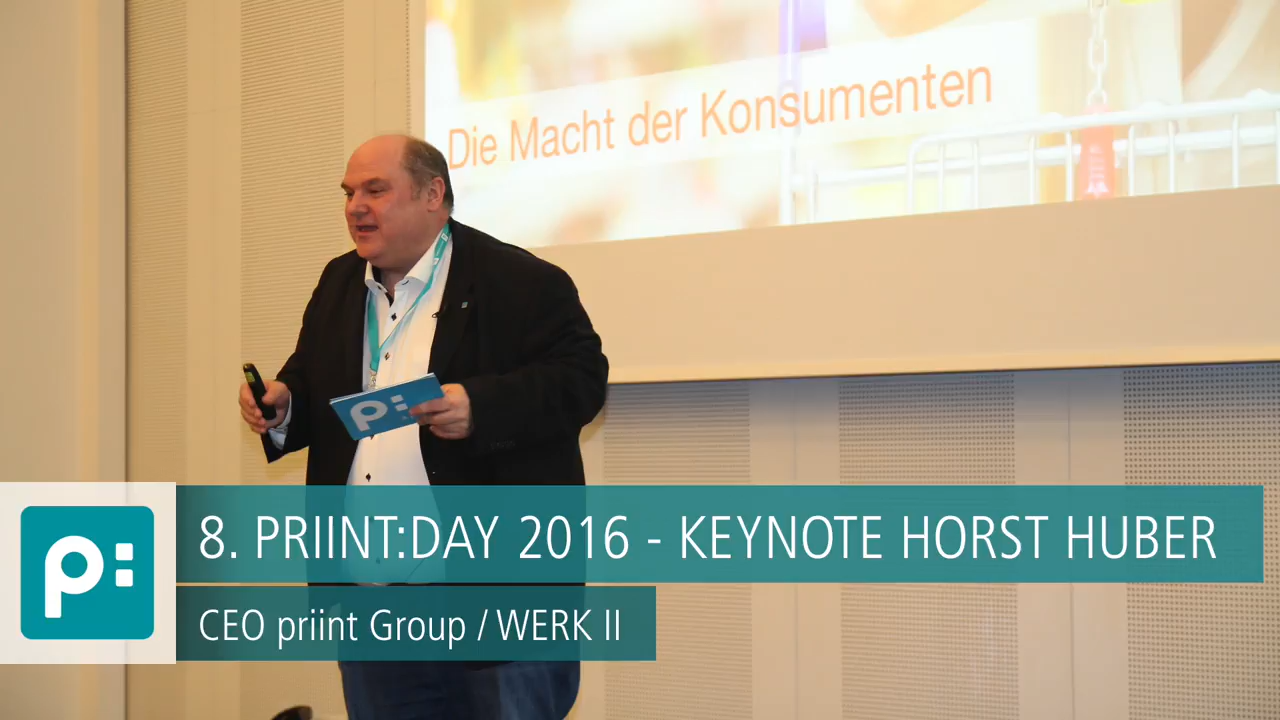 Die Macht der Konsumenten
p:
p:
8. PRIINT:DAY 2016 - KEYNOTE HORST HUBER
CEO priint Group / WERK II